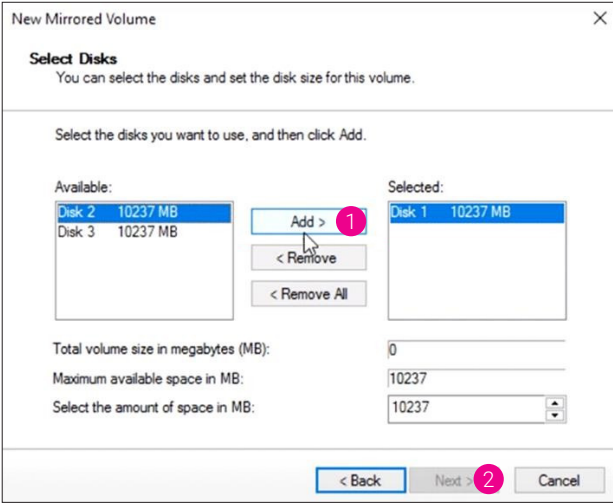 New Mirrored Volume
Select Disks
You can select the disks and set the disk size for this volume.
Select the disks you want to use, and then click Add.
Available:
Selected:
Disk 2 10237 MB
Disk 3 10237 MB
Add > 1
< Remove
< Remove All
Disk 1 10237 MB
Total volume size in megabytes (MB): 0
Maximum available space in MB: 10237
Select the amount of space in MB: 10237
< Back Next > 2 Cancel